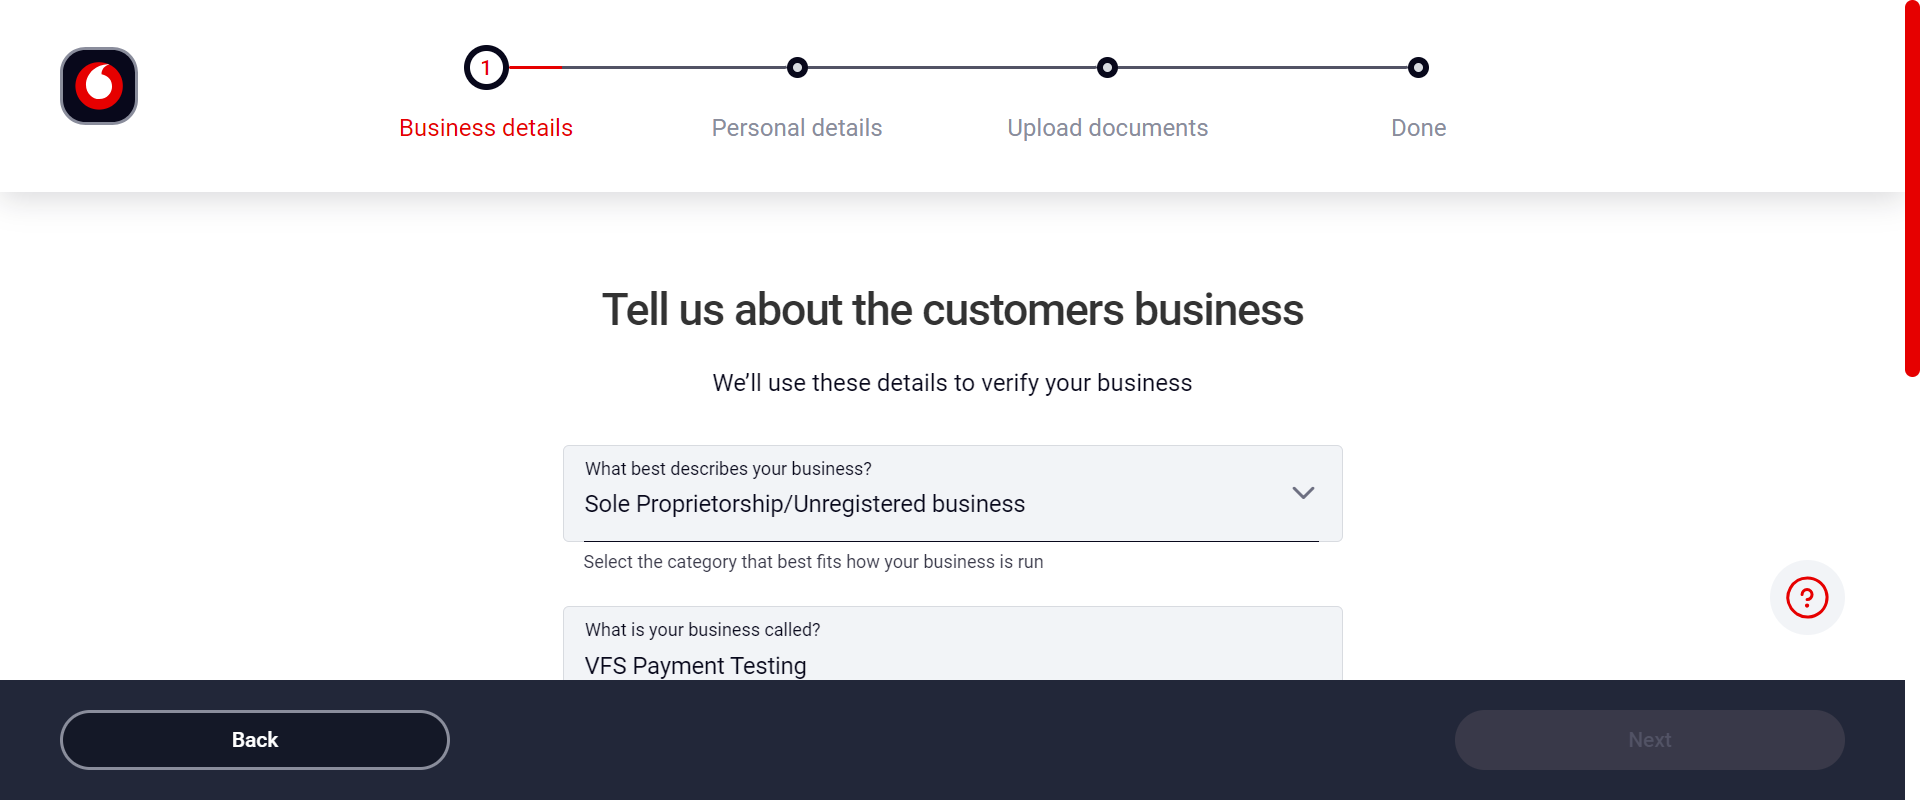 1
Business details
Personal details
Upload documents
Done
Tell us about the customers business
We’ll use these details to verify your business
What best describes your business?
Sole Proprietorship/Unregistered business
Select the category that best fits how your business is run
What is your business called?
VFS Payment Testing
?
Back
Next